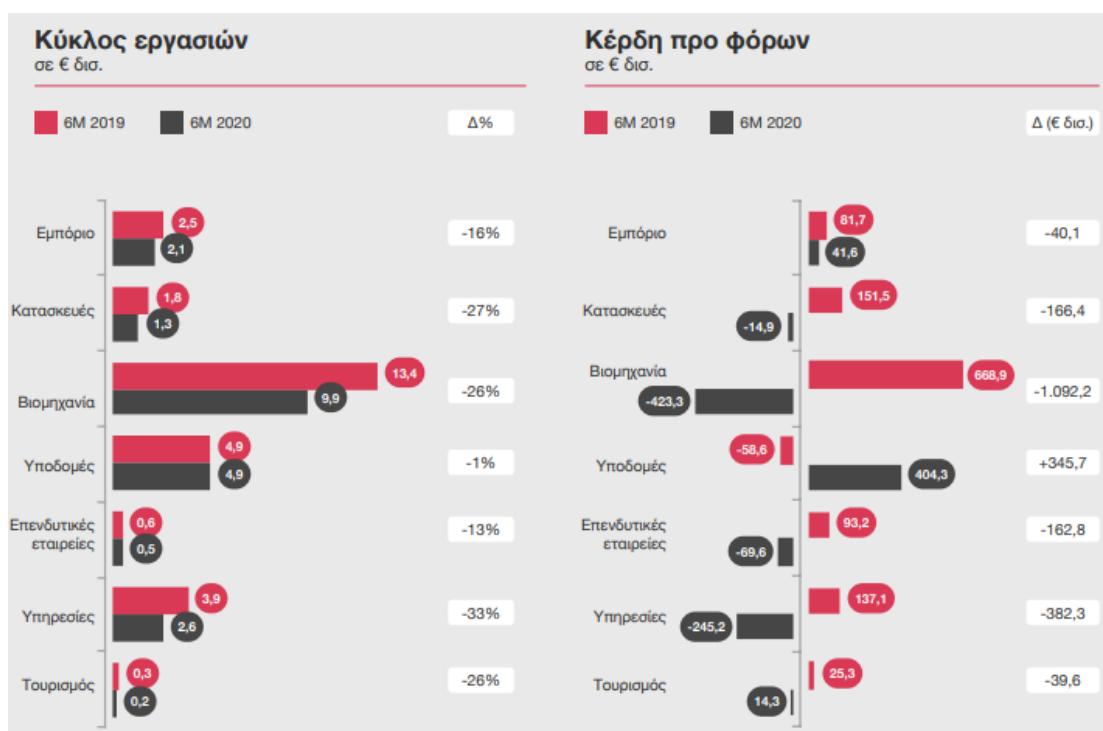 Κύκλος εργασιών
σε € δισ.
6M 2019 6M 2020 Δ%
Εμπόριο 2,5 2,1 -16%
Κατασκευές 1,8 1,3 -27%
Βιομηχανία 13,4 9,9 -26%
Υποδομές 4,9 4,9 -1%
Επενδυτικές
εταιρείες 0,6 0,5 -13%
Υπηρεσίες 3,9 2,6 -33%
Τουρισμός 0,3 0,2 -26%
Κέρδη προ φόρων
σε € δισ.
6M 2019 6M 2020 Δ (€ δισ.)
Εμπόριο 81,7 41,6 -40,1
Κατασκευές 151,5 -14,9 -166,4
Βιομηχανία 668,9 -423,3 -1.092,2
Υποδομές -58,6 404,3 +345,7
Επενδυτικές
εταιρείες 93,2 -69,6 -162,8
Υπηρεσίες 137,1 -245,2 -382,3
Τουρισμός 25,3 14,3 -39,6